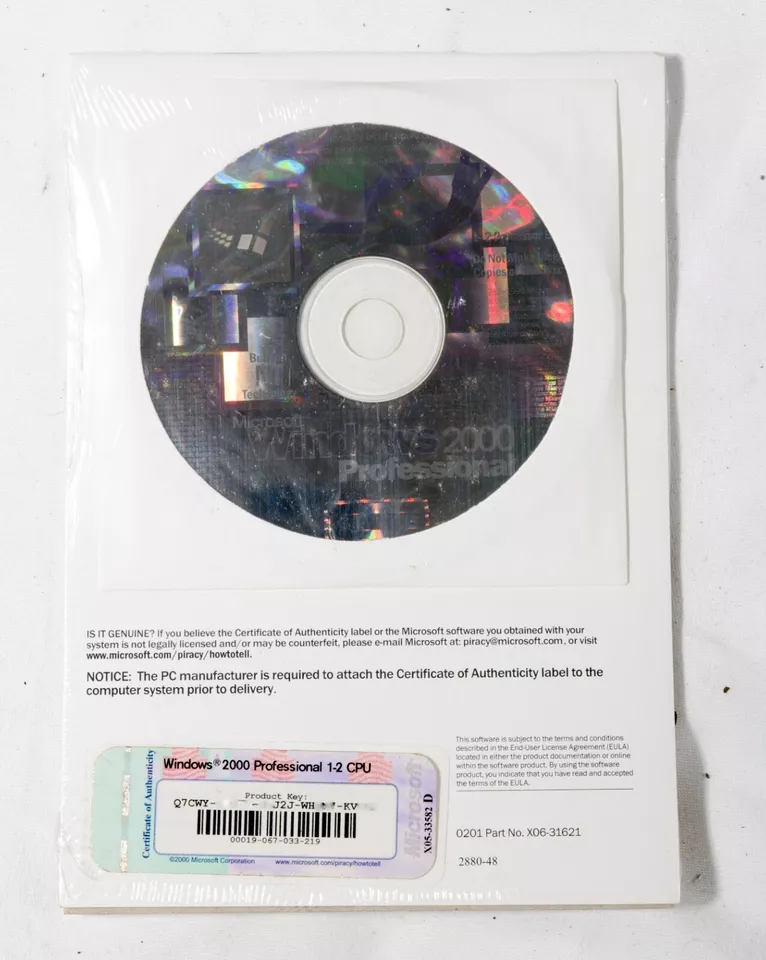 Do Not Make
Copies
Microsoft
Windows 2000
Professional
IS IT GENUINE? If you believe the Certificate of Authenticity label or the Microsoft software you obtained with your
system is not legally licensed and/or may be counterfeit, please e-mail Microsoft at: piracy@microsoft.com, or visit
www.microsoft.com/piracy/howtotell.
NOTICE: The PC manufacturer is required to attach the Certificate of Authenticity label to the
computer system prior to delivery.
Certificate of Authenticity
Windows® 2000 Professional 1-2 CPU
Product Key:
Q7CWY- - J2J-WH -KV
00019-067-033-219
©2000 Microsoft Corporation www.microsoft.com/piracy/howtotell
Microsoft
X05-33582 D
This software is subject to the terms and conditions
described in the End-User License Agreement (EULA)
located in either the product documentation or online
within the software product. By using the software
product, you indicate that you have read and accepted
the terms of the EULA.
0201 Part No. X06-31621
2880-48